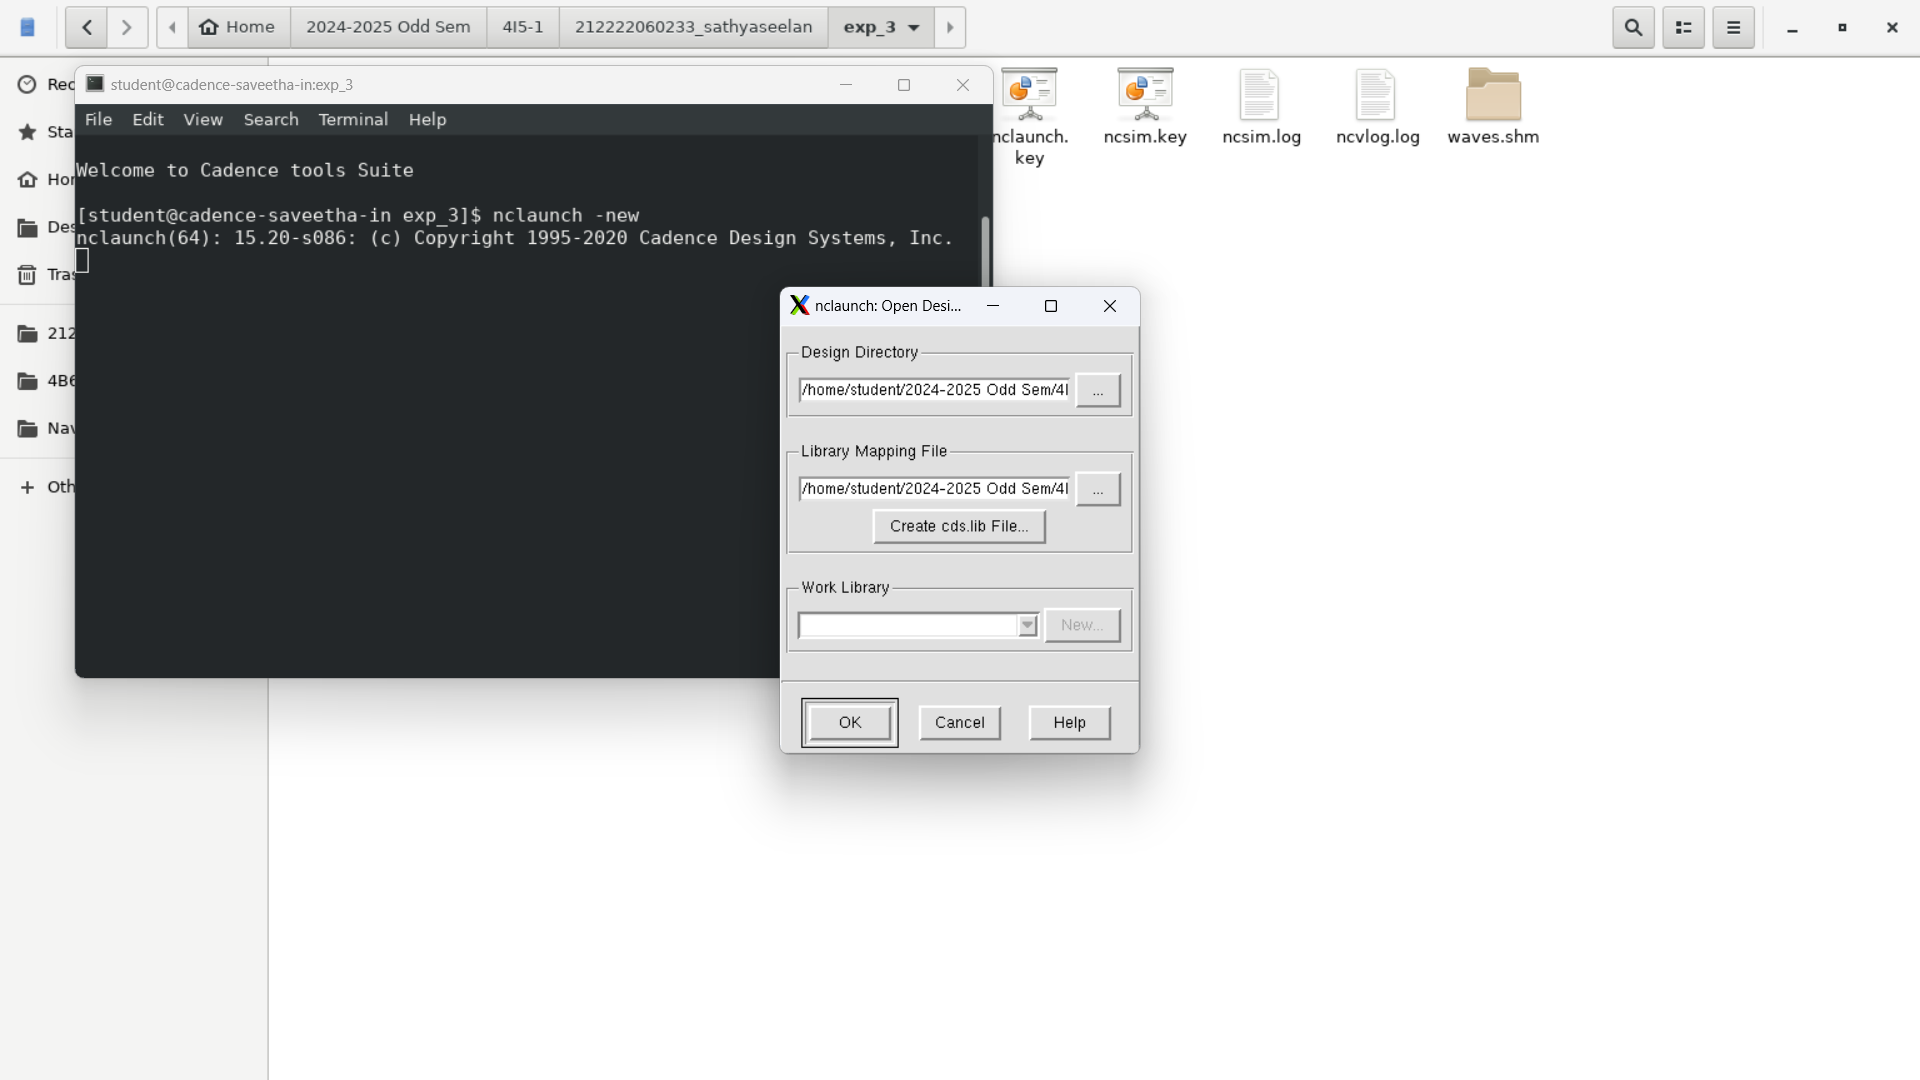 Home
2024-2025 Odd Sem
4I5-1
212222060233_sathyaseelan
exp_3
student@cadence-saveetha-in:exp_3
File Edit View Search Terminal Help
Welcome to Cadence tools Suite
[student@cadence-saveetha-in exp_3]$ nclaunch -new
nclaunch(64): 15.20-s086: (c) Copyright 1995-2020 Cadence Design Systems, Inc.
Rec
Sta
Hor
Des
Tras
212
4B6
Nav
Oth
nclaunch.
key
ncsim.key
ncsim.log
ncvlog.log
waves.shm
nclaunch: Open Desi...
Design Directory
/home/student/2024-2025 Odd Sem/4I
...
Library Mapping File
/home/student/2024-2025 Odd Sem/4I
...
Create cds.lib File...
Work Library
New...
OK
Cancel
Help